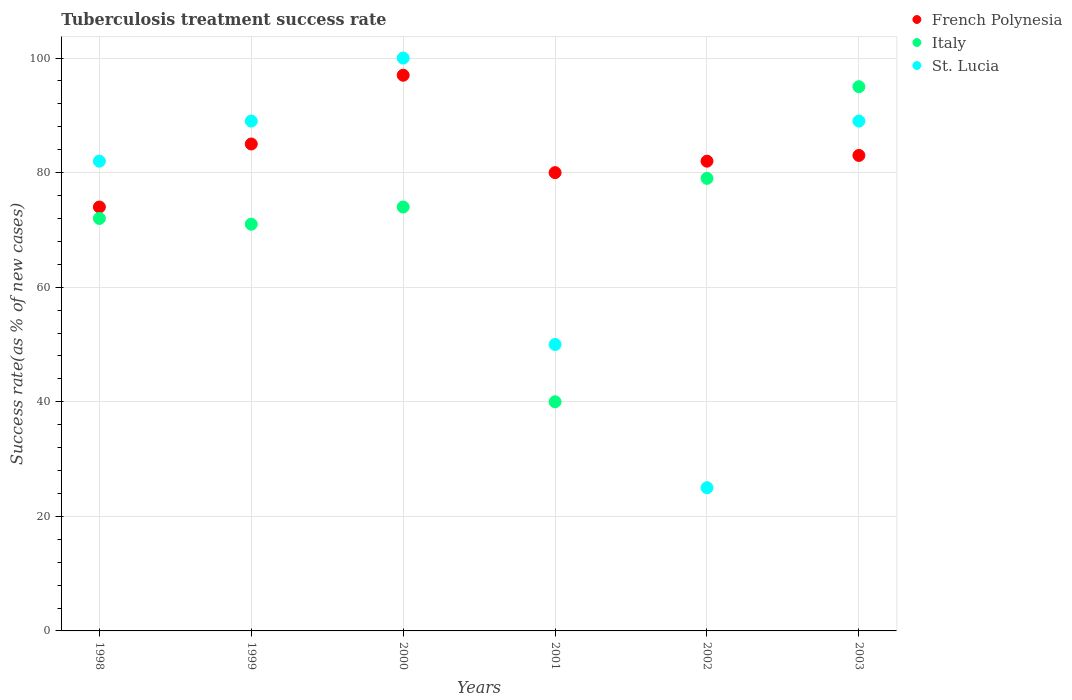 Tuberculosis treatment success rate
French Polynesia
Italy
St. Lucia
Success rate(as % of new cases)
100
80
60
40
20
0
1998
1999
2000
2001
2002
2003
Years